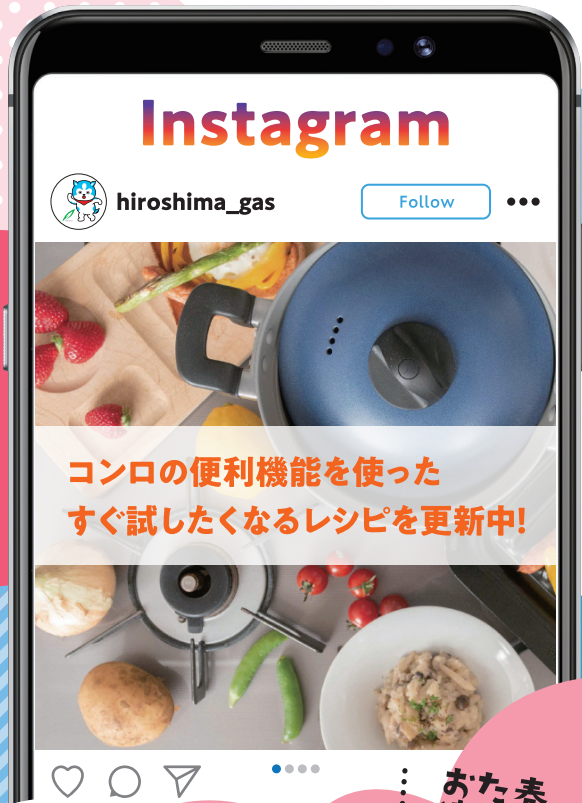 Instagram
hiroshima_gas
Follow
コンロの便利機能を使った
すぐ試したくなるレシピを更新中!